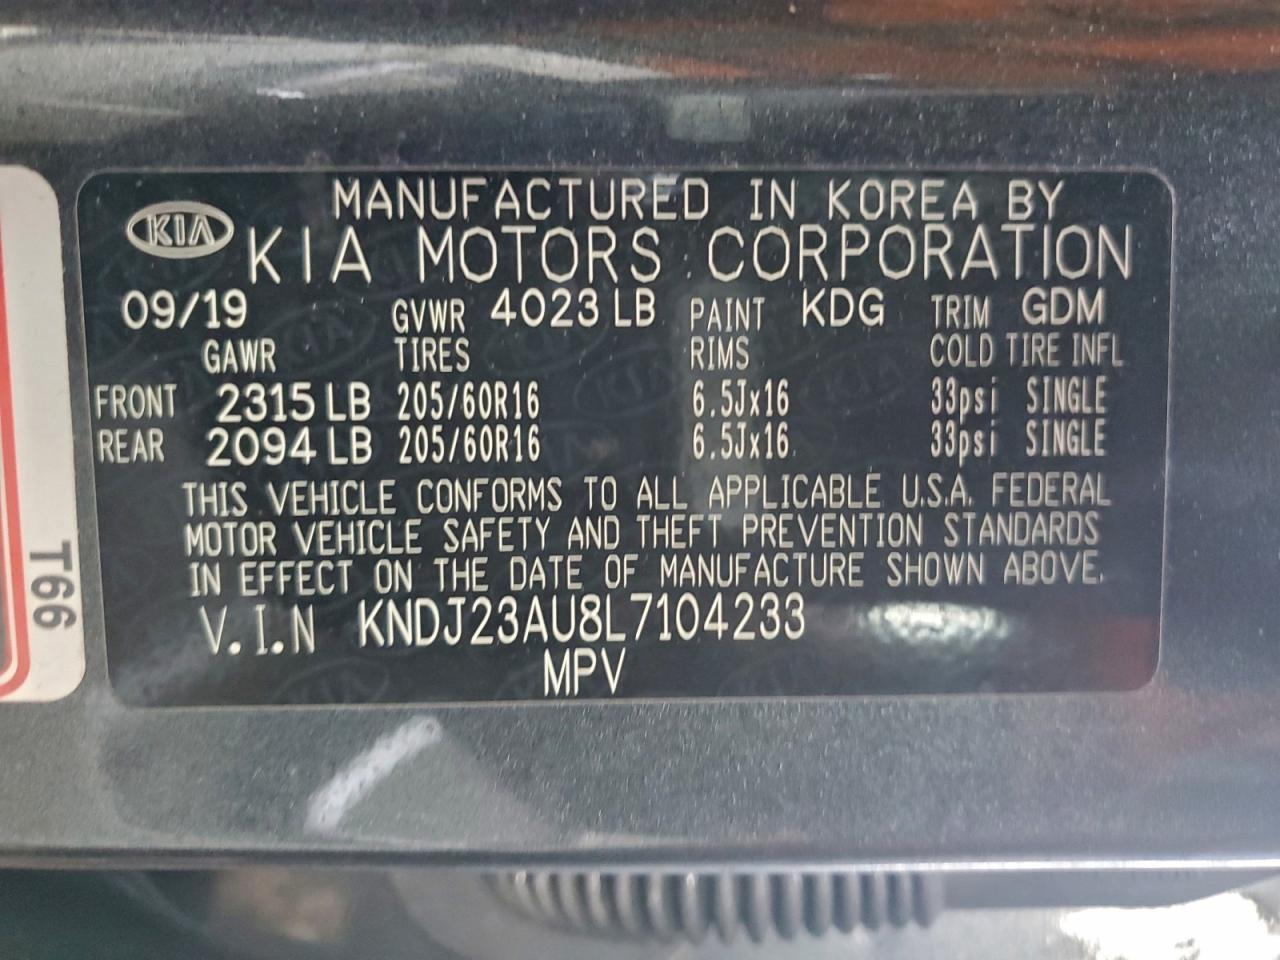 MANUFACTURED IN KOREA BY
KIA KIA MOTORS CORPORATION
09/19 GVWR 4023 LB PAINT KDG TRIM GDM
GAWR TIRES RIMS COLD TIRE INFL
FRONT 2315 LB 205/60R16 6.5Jx16 33psi SINGLE
REAR 2094 LB 205/60R16 6.5Jx16 33psi SINGLE
THIS VEHICLE CONFORMS TO ALL APPLICABLE U.S.A. FEDERAL
MOTOR VEHICLE SAFETY AND THEFT PREVENTION STANDARDS
IN EFFECT ON THE DATE OF MANUFACTURE SHOWN ABOVE.
V.I.N KNDJ23AU8L7104233
MPV
T66